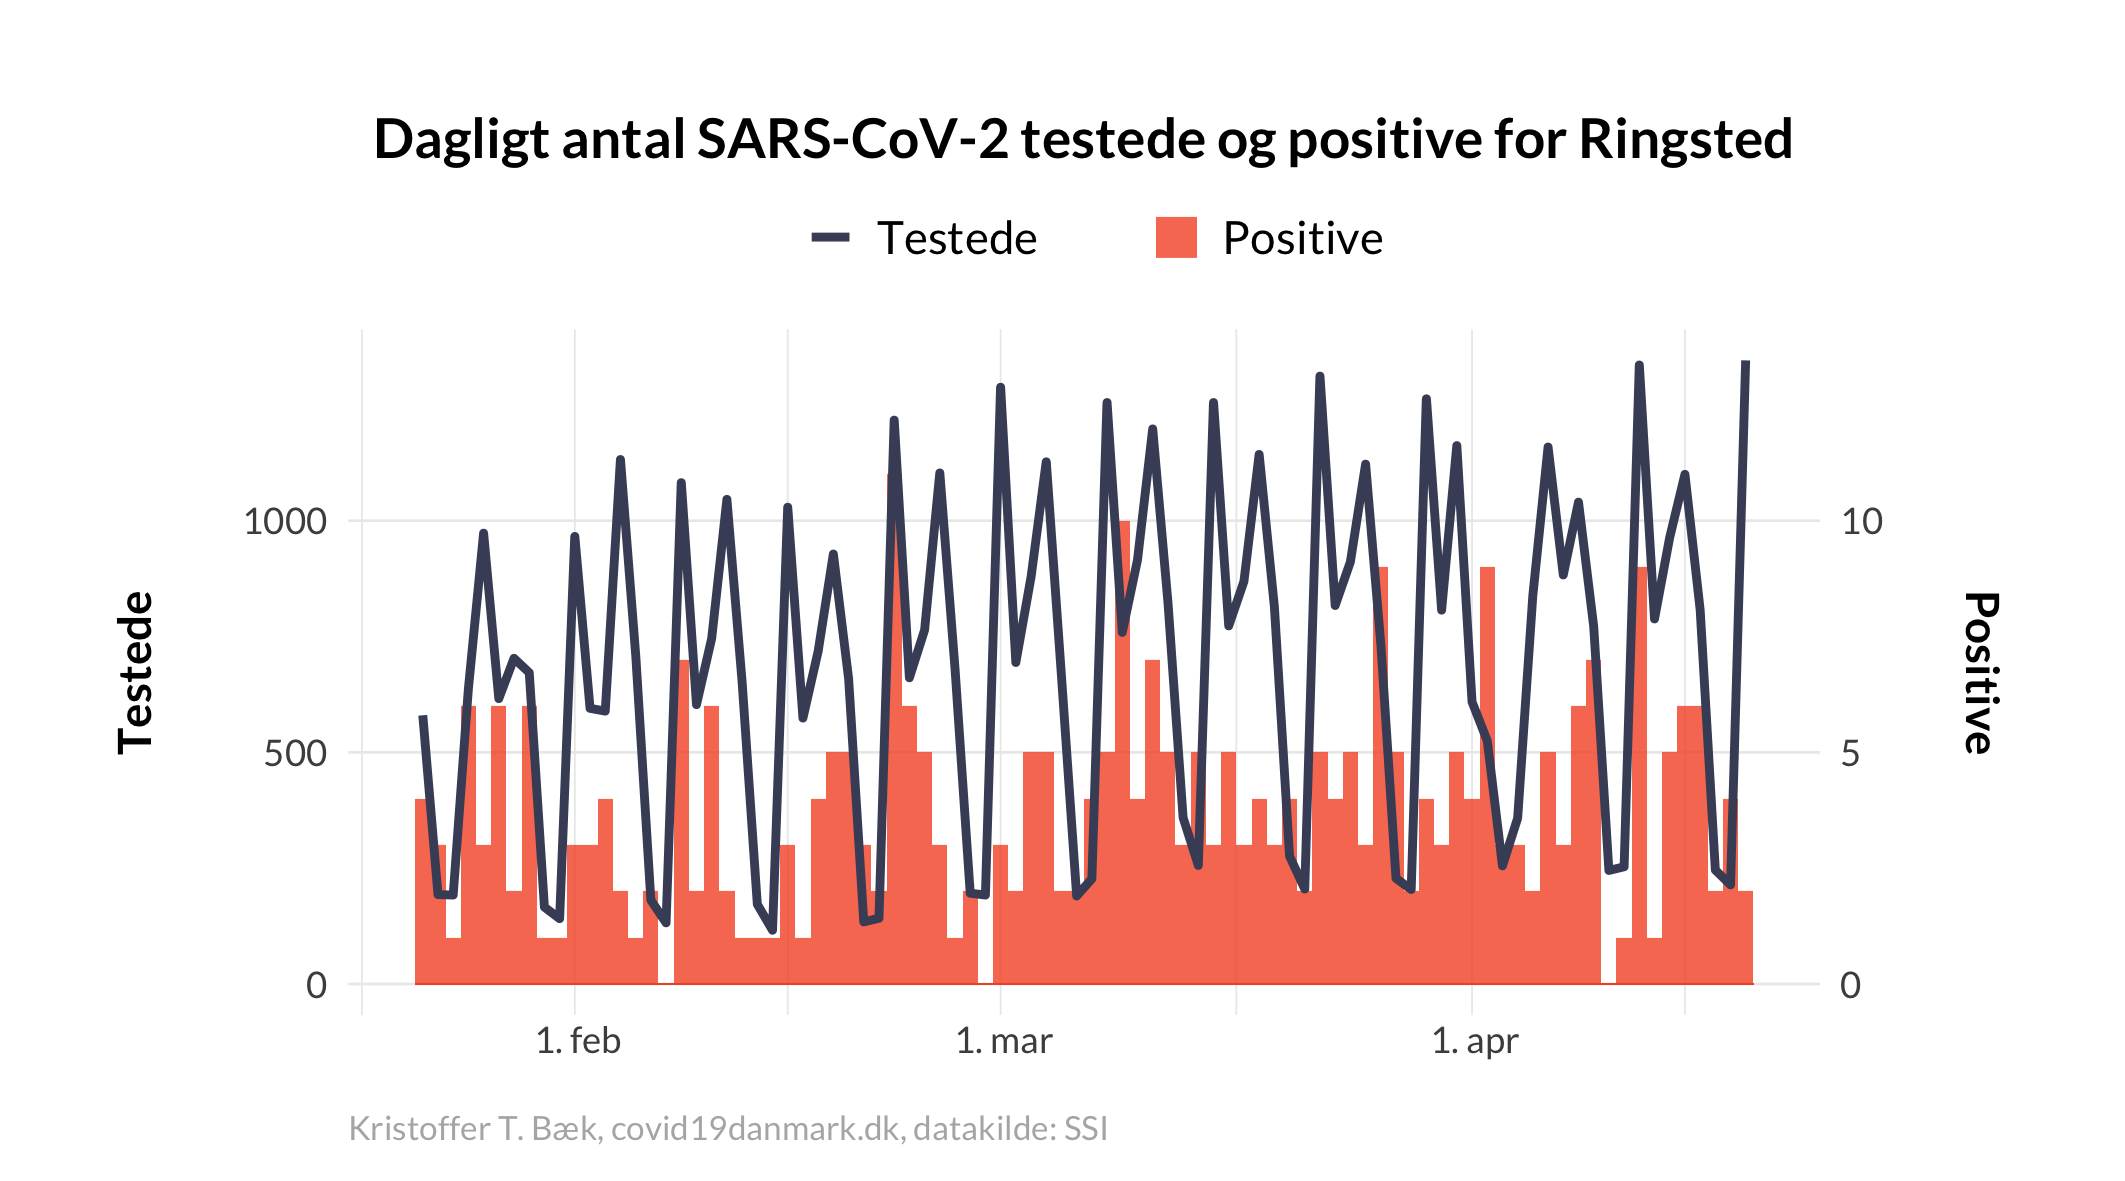 Dagligt antal SARS-CoV-2 testede og positive for Ringsted
Testede
Positive
1000
500
0
10
5
0
Testede
Positive
1. feb
1. mar
1. apr
Kristoffer T. Bæk, covid19danmark.dk, datakilde: SSI